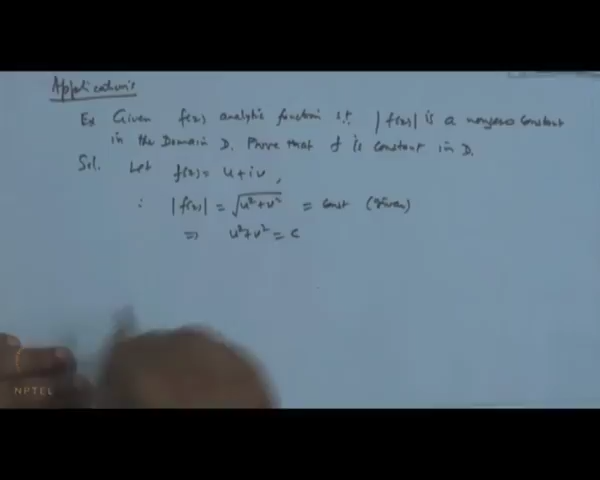 Applications
Ex Given f(z) analytic function s.t. |f(z)| is a nonzero constant
in the Domain D. Prove that f is constant in D.
Sol. Let f(z) = u + iv,
∴ |f(z)| = √u²+v² = const (given)
⇒ u²+v² = c
NPTEL